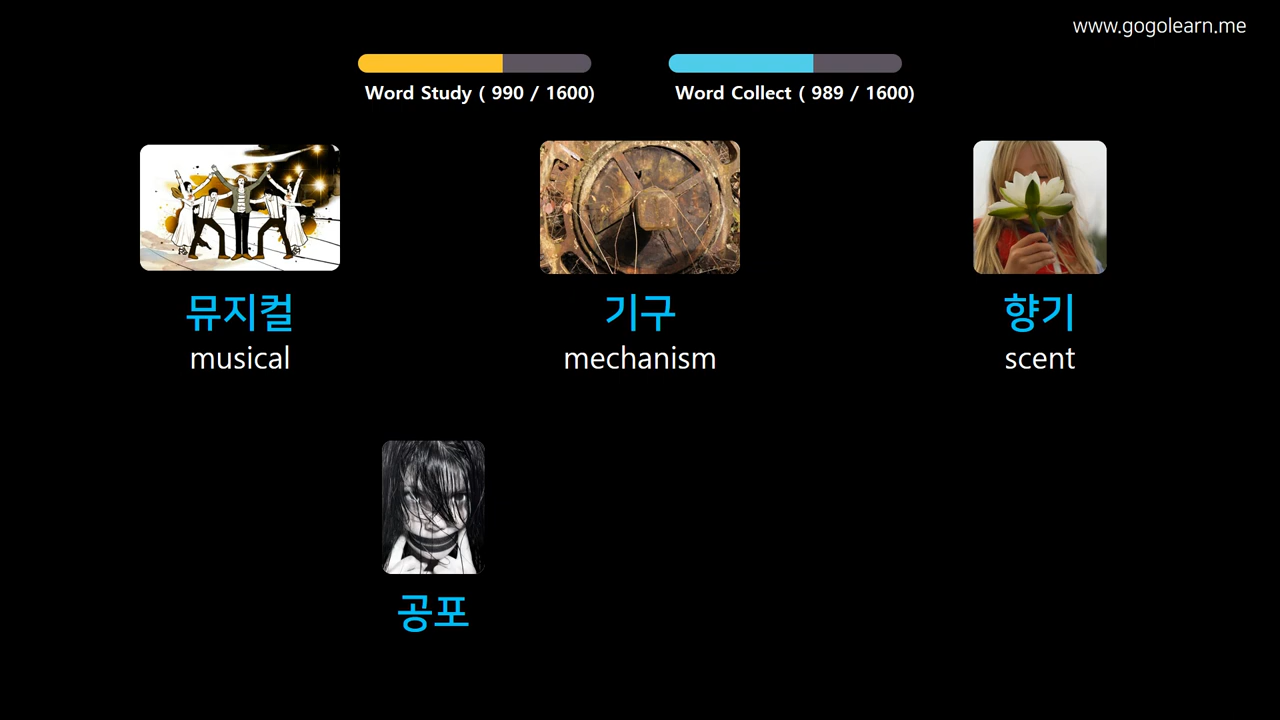 www.gogolearn.me
Word Study ( 990 / 1600)
Word Collect ( 989 / 1600)
뮤지컬
musical
기구
mechanism
향기
scent
공포